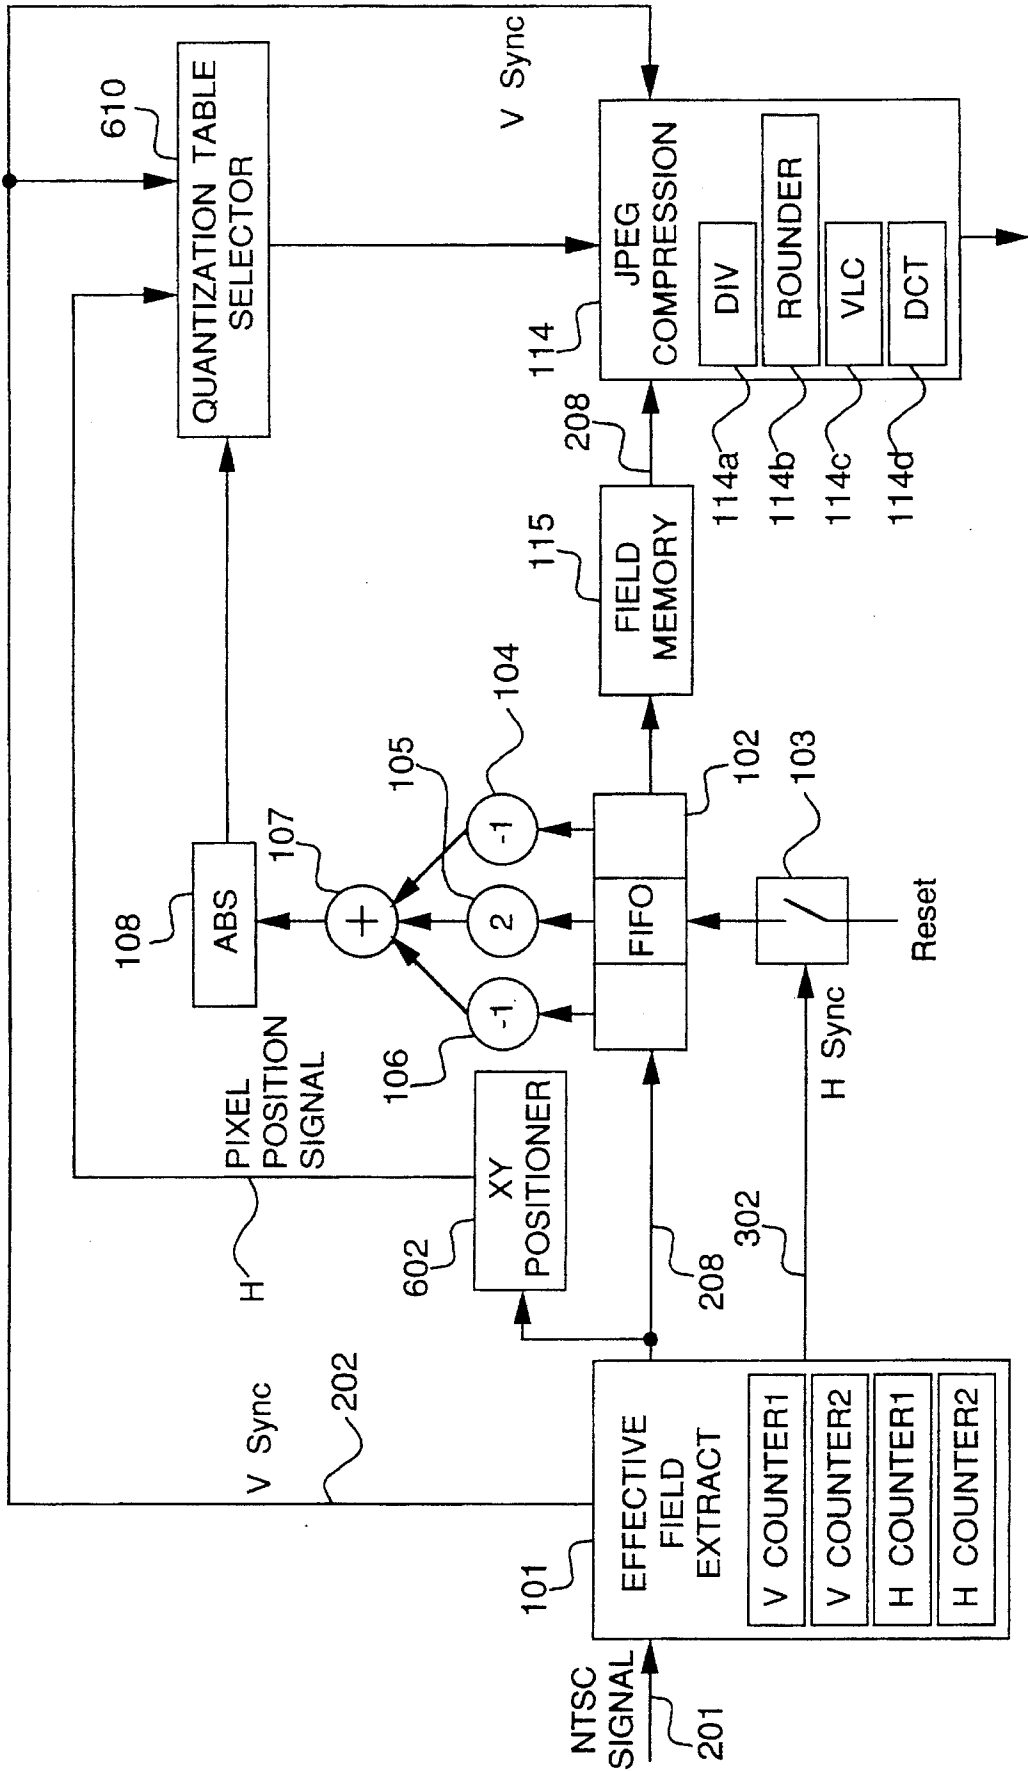 V Sync
202
610
QUANTIZATION TABLE
SELECTOR
V Sync
PIXEL
POSITION
SIGNAL
H
108
ABS
107
+
106
-1
105
2
104
-1
602
XY
POSITIONER
NTSC
SIGNAL
201
101
EFFECTIVE
FIELD
EXTRACT
V COUNTER1
V COUNTER2
H COUNTER1
H COUNTER2
208
302
H Sync
FIFO
102
103
Reset
115
FIELD
MEMORY
208
114
JPEG
COMPRESSION
DIV
ROUNDER
VLC
DCT
114a
114b
114c
114d